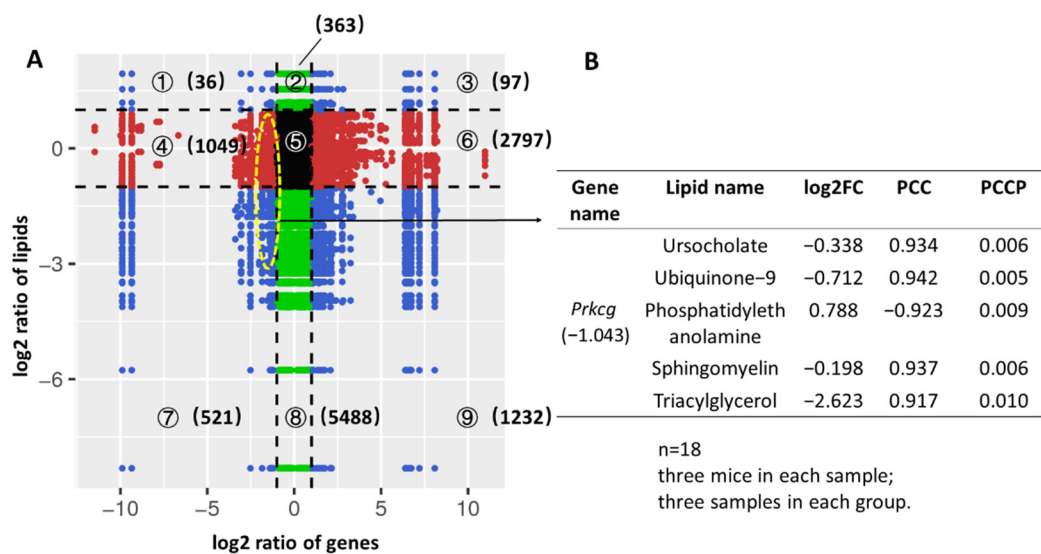 (363)
A
① (36)
②
③ (97)
④ (1049)
⑤
⑥ (2797)
⑦ (521)
⑧ (5488)
⑨ (1232)
0
−3
−6
log2 ratio of lipids
−10 −5 0 5 10
log2 ratio of genes
B
Gene name Lipid name log2FC PCC PCCP
Prkcg (−1.043)
Ursocholate −0.338 0.934 0.006
Ubiquinone−9 −0.712 0.942 0.005
Phosphatidyleth anolamine 0.788 −0.923 0.009
Sphingomyelin −0.198 0.937 0.006
Triacylglycerol −2.623 0.917 0.010
n=18
three mice in each sample;
three samples in each group.